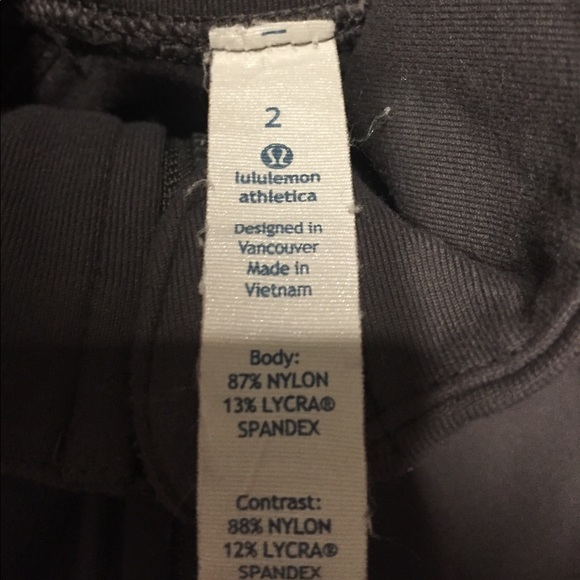 2
lululemon
athletica
Designed in
Vancouver
Made in
Vietnam
Body:
87% NYLON
13% LYCRA®
SPANDEX
Contrast:
88% NYLON
12% LYCRA®
SPANDEX